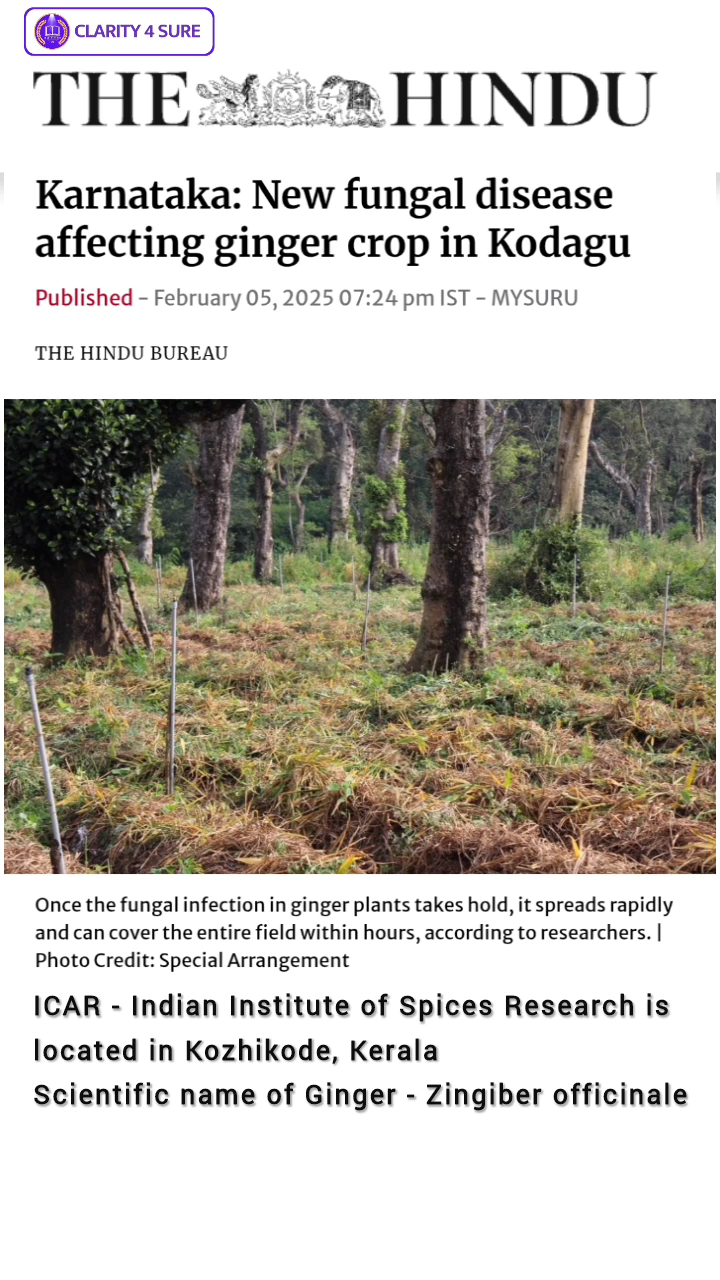 CLARITY 4 SURE
THE HINDU
Karnataka: New fungal disease
affecting ginger crop in Kodagu
Published - February 05, 2025 07:24 pm IST - MYSURU
THE HINDU BUREAU
Once the fungal infection in ginger plants takes hold, it spreads rapidly
and can cover the entire field within hours, according to researchers. |
Photo Credit: Special Arrangement
ICAR - Indian Institute of Spices Research is
located in Kozhikode, Kerala
Scientific name of Ginger - Zingiber officinale